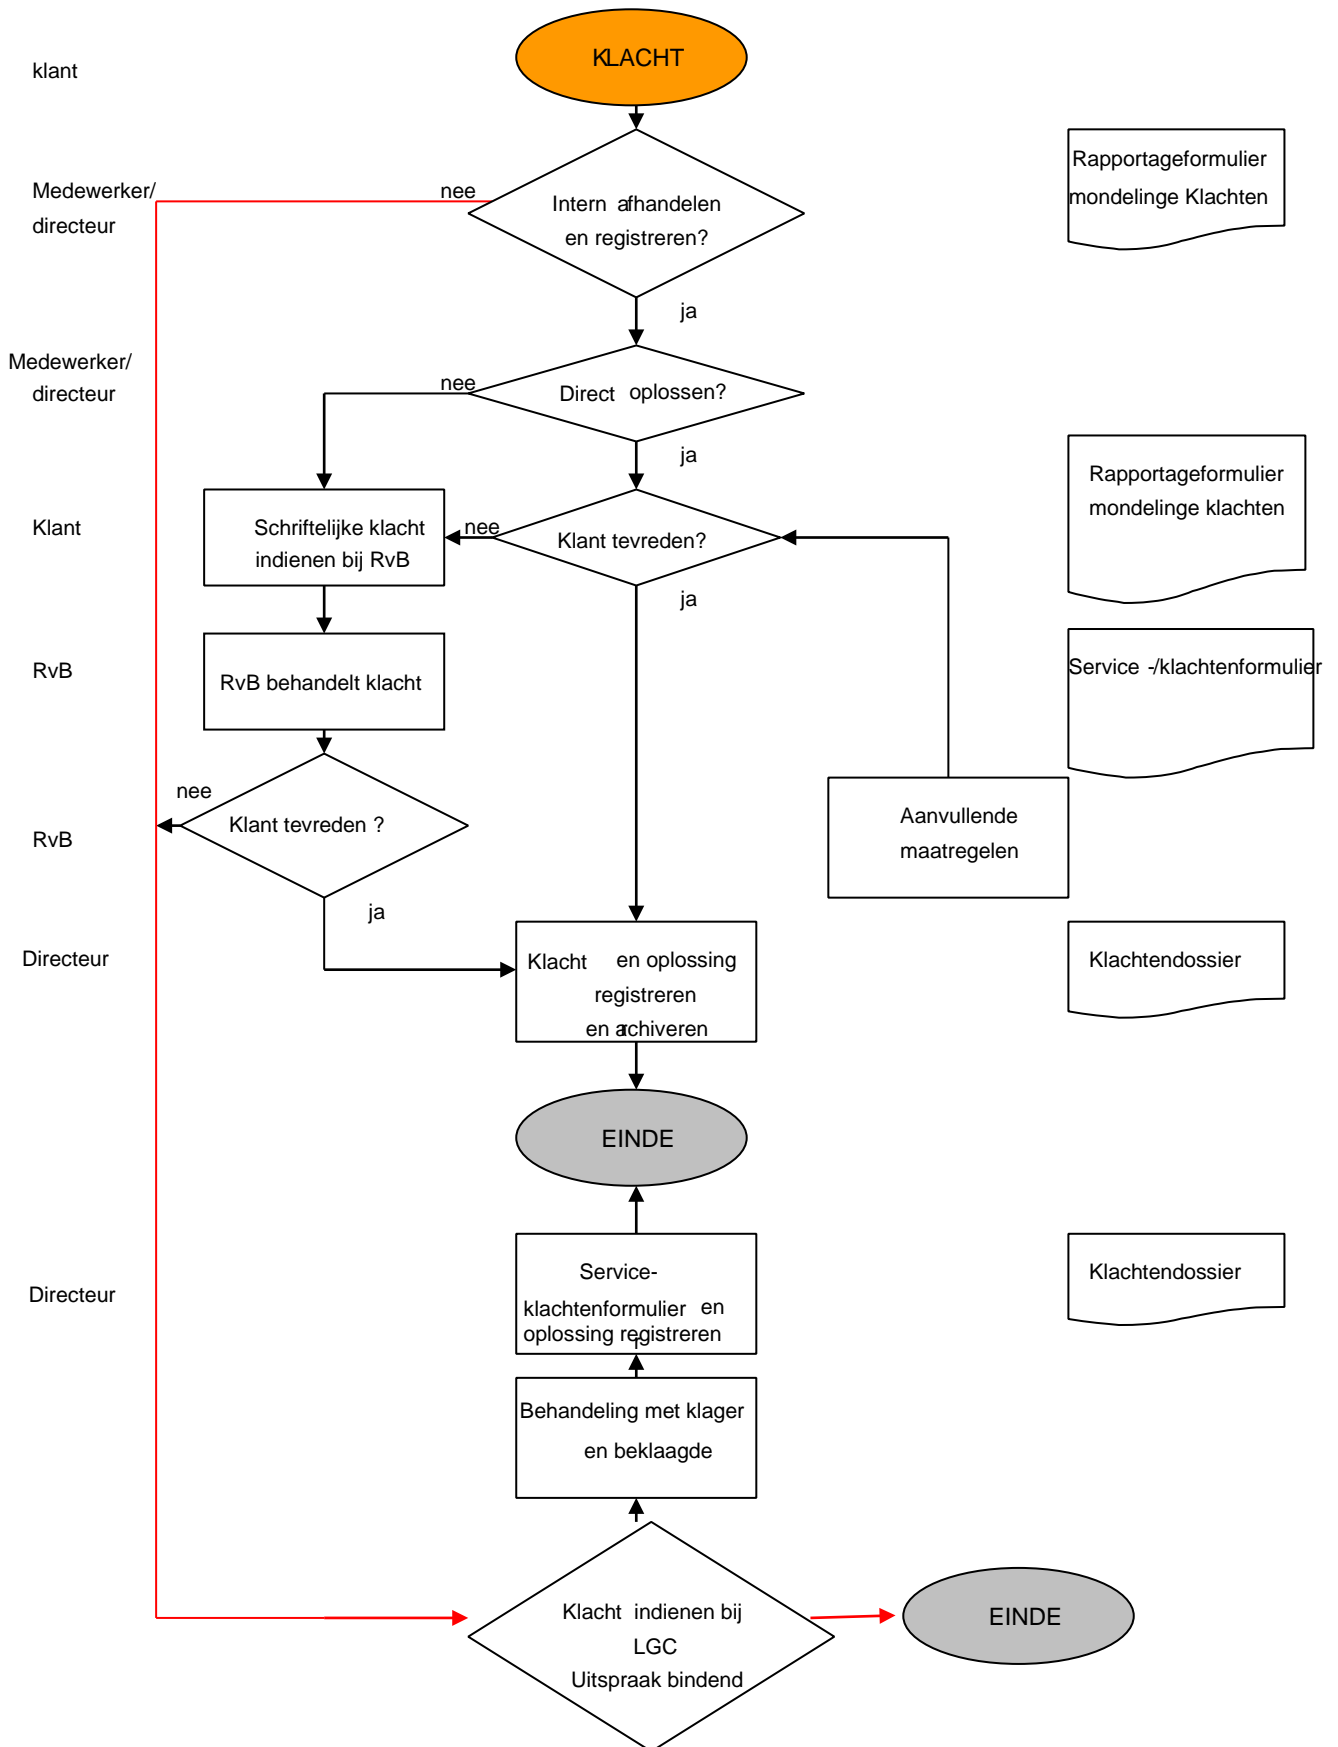 KLACHT
klant
Rapportageformulier
mondelinge Klachten
Medewerker/
directeur
nee
Intern afhandelen
en registreren?
ja
Medewerker/
directeur
nee
Direct oplossen?
ja
Rapportageformulier
mondelinge klachten
Klant
Schriftelijke klacht
indienen bij RvB
nee
Klant tevreden?
ja
RvB
RvB behandelt klacht
Service -/klachtenformulier
nee
Klant tevreden ?
RvB
Aanvullende
maatregelen
ja
Directeur
Klacht en oplossing
registreren
en archiveren
Klachtendossier
EINDE
Directeur
Service-
klachtenformulier en
oplossing registreren
Klachtendossier
Behandeling met klager
en beklaagde
Klacht indienen bij
LGC
Uitspraak bindend
EINDE